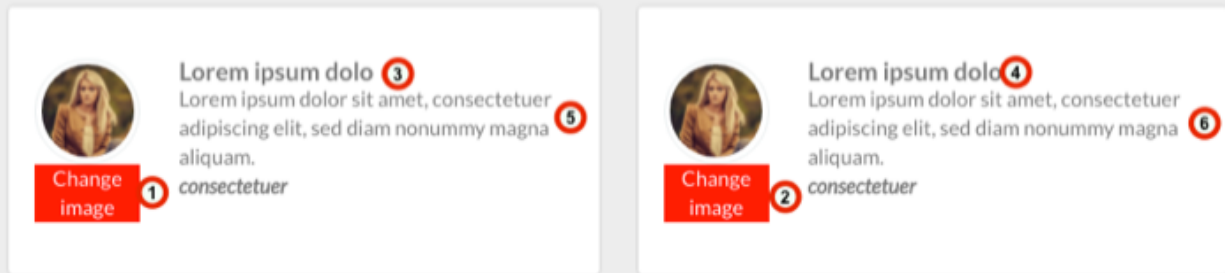 Lorem ipsum dolo 3
Lorem ipsum dolor sit amet, consectetuer
adipiscing elit, sed diam nonummy magna 5
aliquam.
consectetuer
Change
image 1
Lorem ipsum dolo 4
Lorem ipsum dolor sit amet, consectetuer
adipiscing elit, sed diam nonummy magna 6
aliquam.
consectetuer
Change
image 2